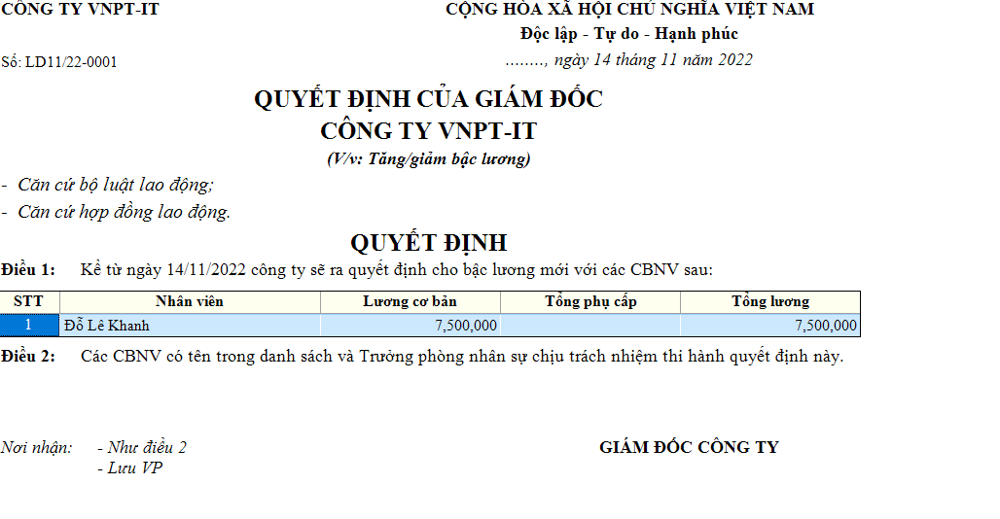 CÔNG TY VNPT-IT
CỘNG HÒA XÃ HỘI CHỦ NGHĨA VIỆT NAM
Độc lập - Tự do - Hạnh phúc
Số: LD11/22-0001
........, ngày 14 tháng 11 năm 2022
QUYẾT ĐỊNH CỦA GIÁM ĐỐC
CÔNG TY VNPT-IT
(V/v: Tăng/giảm bậc lương)
- Căn cứ bộ luật lao động;
- Căn cứ hợp đồng lao động.
QUYẾT ĐỊNH
Điều 1: Kể từ ngày 14/11/2022 công ty sẽ ra quyết định cho bậc lương mới với các CBNV sau:
STT Nhân viên Lương cơ bản Tổng phụ cấp Tổng lương
1 Đỗ Lê Khanh 7,500,000 7,500,000
Điều 2: Các CBNV có tên trong danh sách và Trưởng phòng nhân sự chịu trách nhiệm thi hành quyết định này.
Nơi nhận: - Như điều 2
- Lưu VP
GIÁM ĐỐC CÔNG TY